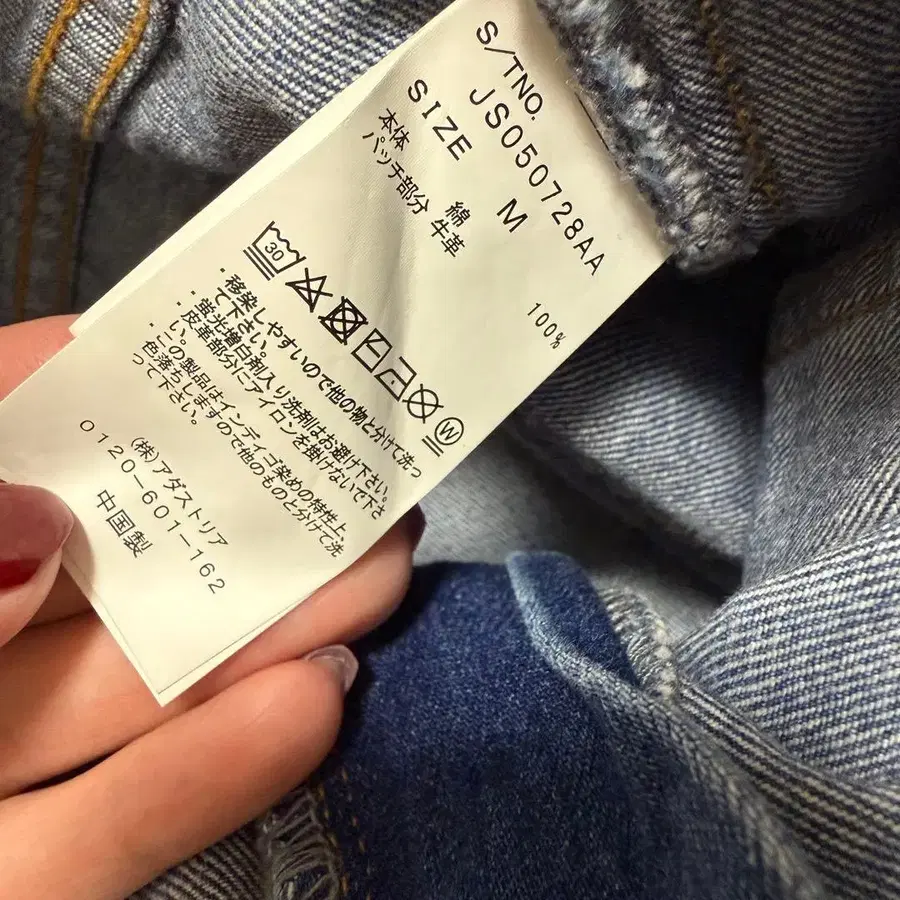 S/TNO.
JS050728AA
SIZE M
本体 綿 100%
パッチ部分 牛革
30
W
・移染しやすいので他の物と分けて洗っ
て下さい。
・蛍光増白剤入り洗剤はお避け下さい。
・皮革部分にアイロンを掛けないで下さ
い。
・この製品はインディゴ染めの特性上、
色落ちしますので他のものと分けて洗
って下さい。
(株)アダストリア
0120-601-162
中国製